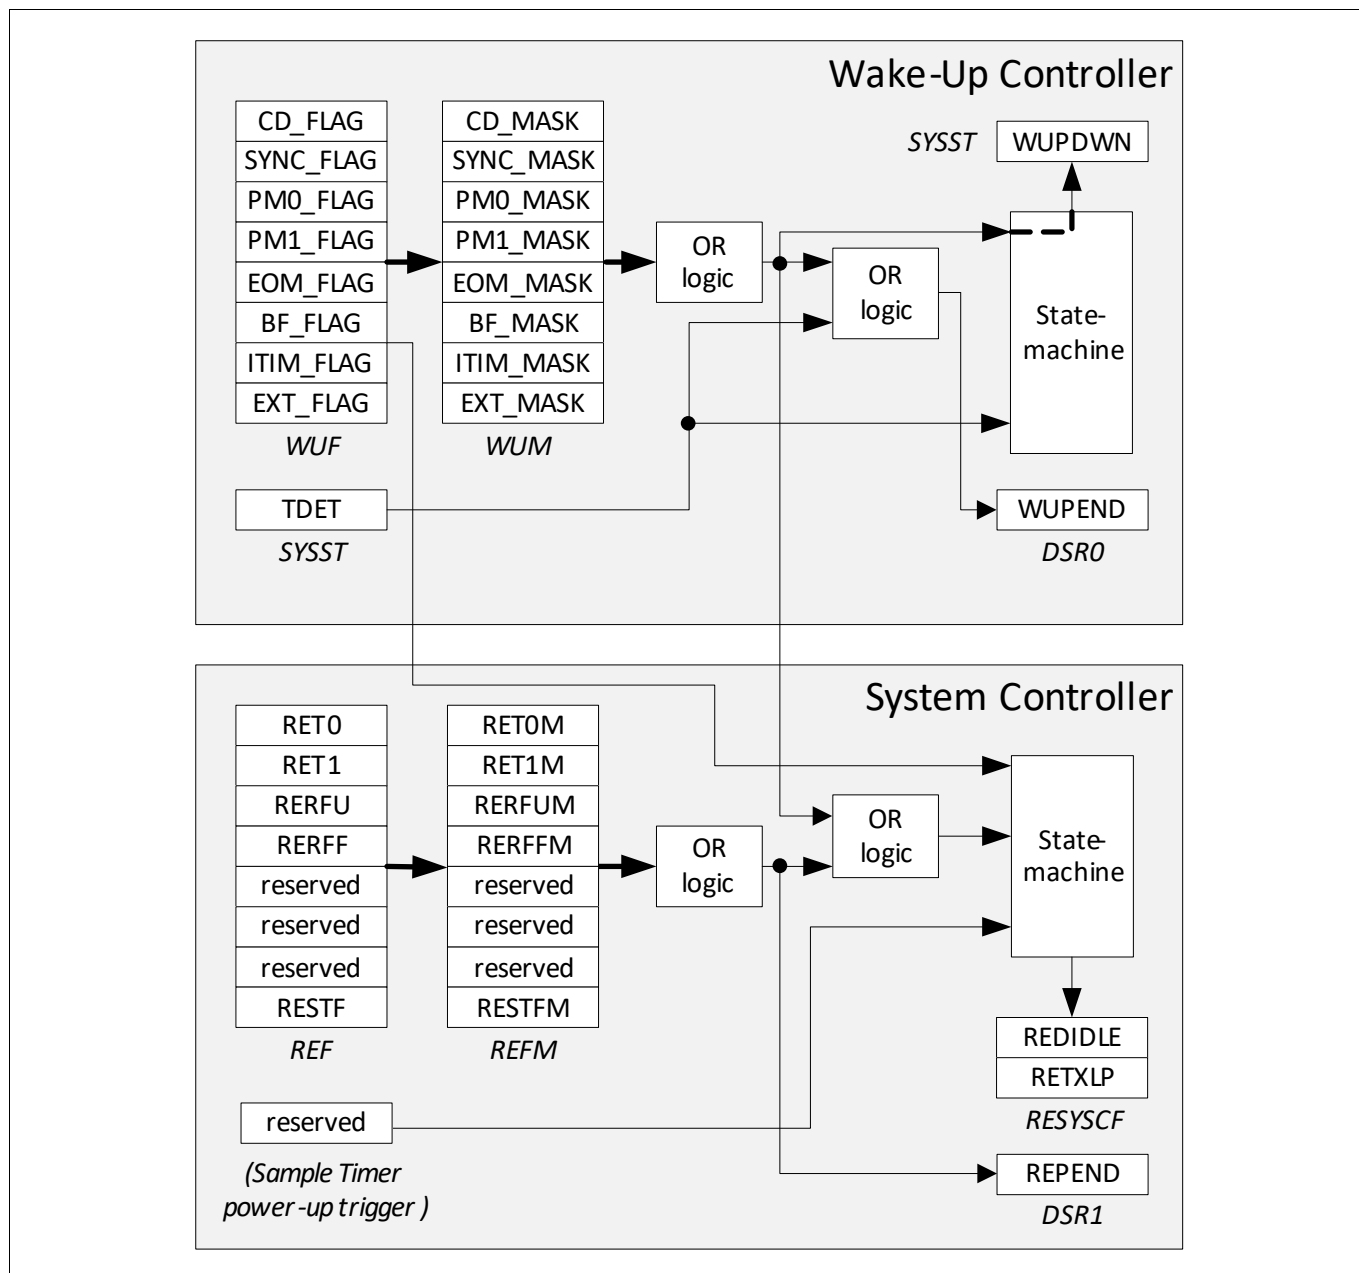 Wake-Up Controller
CD_FLAG
SYNC_FLAG
PM0_FLAG
PM1_FLAG
EOM_FLAG
BF_FLAG
ITIM_FLAG
EXT_FLAG
WUF
CD_MASK
SYNC_MASK
PM0_MASK
PM1_MASK
EOM_MASK
BF_MASK
ITIM_MASK
EXT_MASK
WUM
OR
logic
OR
logic
SYSST
WUPDWN
State-
machine
TDET
SYSST
WUPEND
DSR0
System Controller
RET0
RET1
RERFU
RERFF
reserved
reserved
reserved
RESTF
REF
RET0M
RET1M
RERFUM
RERFFM
reserved
reserved
reserved
RESTFM
REFM
OR
logic
OR
logic
State-
machine
REDIDLE
RETXLP
RESYSCF
reserved
(Sample Timer
power-up trigger )
REPEND
DSR1